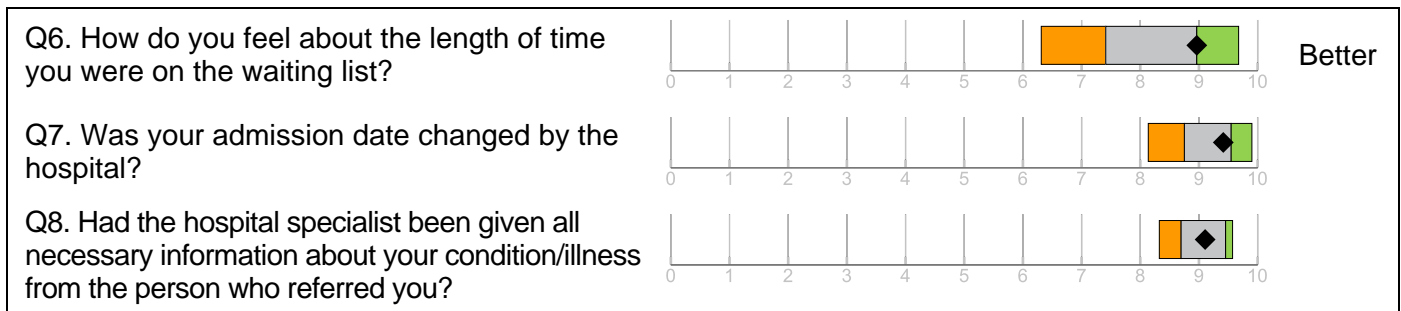 Q6. How do you feel about the length of time
you were on the waiting list?
0 1 2 3 4 5 6 7 8 9 10
Better
Q7. Was your admission date changed by the
hospital?
0 1 2 3 4 5 6 7 8 9 10
Q8. Had the hospital specialist been given all
necessary information about your condition/illness
from the person who referred you?
0 1 2 3 4 5 6 7 8 9 10